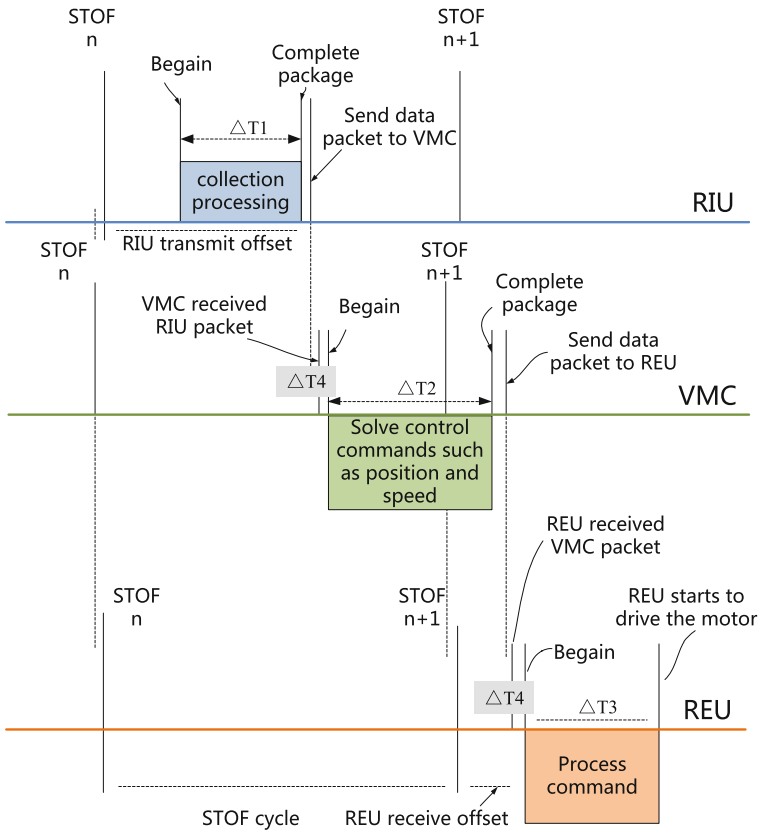 STOF
n
STOF
n+1
Begain
Complete
package
△T1
Send data
packet to VMC
collection
processing
RIU
RIU transmit offset
STOF
n
STOF
n+1
Complete
package
VMC received
RIU packet
Begain
Send data
packet to REU
△T4
△T2
VMC
Solve control
commands such
as position and
speed
REU received
VMC packet
STOF
n
STOF
n+1
REU starts to
drive the motor
Begain
△T4
△T3
REU
Process
command
STOF cycle
REU receive offset